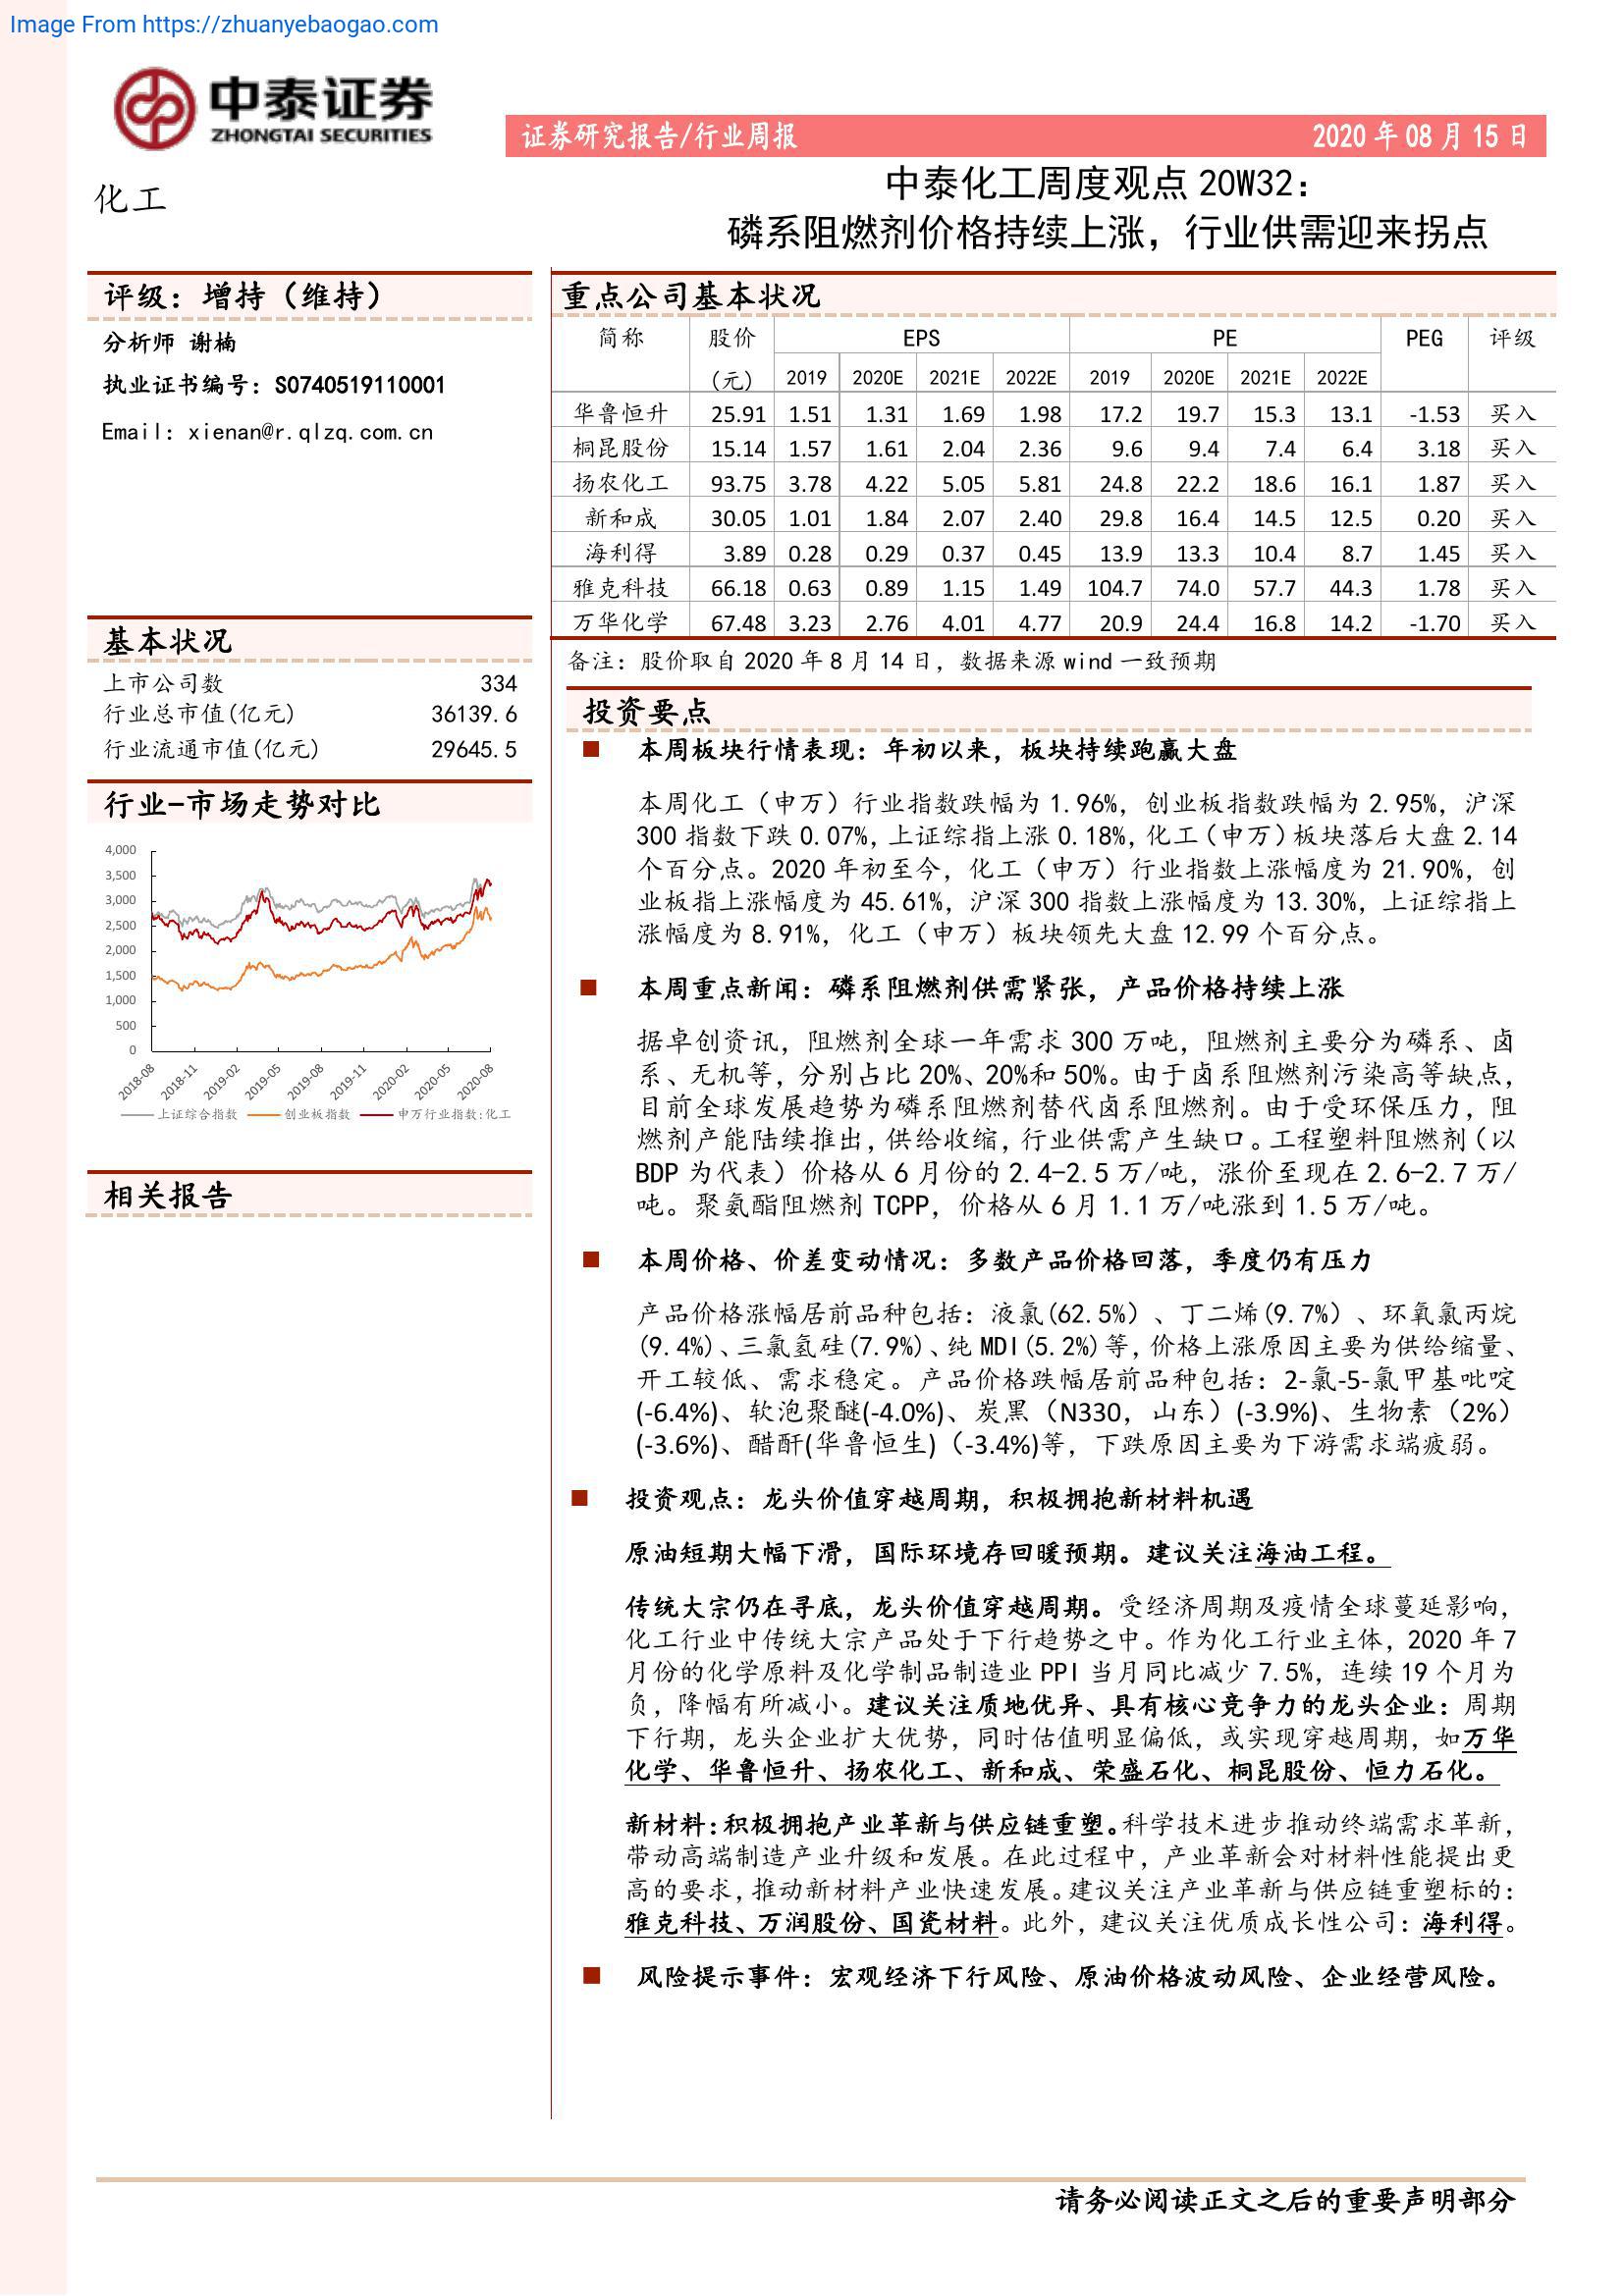 Image From https://zhuanyebaogao.com
中泰证券
ZHONGTAI SECURITIES
证券研究报告/行业周报 2020 年 08 月 15 日
化工
中泰化工周度观点 20W32：
磷系阻燃剂价格持续上涨，行业供需迎来拐点
评级：增持（维持）
分析师 谢楠
执业证书编号：S0740519110001
Email：xienan@r.qlzq.com.cn
基本状况
上市公司数 334
行业总市值(亿元) 36139.6
行业流通市值(亿元) 29645.5
行业-市场走势对比
4,000
3,500
3,000
2,500
2,000
1,500
1,000
500
0
2018-08 2018-11 2019-02 2019-05 2019-08 2019-11 2020-02 2020-05 2020-08
上证综合指数 创业板指数 申万行业指数:化工
相关报告
重点公司基本状况
简称 股价 EPS PE PEG 评级
(元) 2019 2020E 2021E 2022E 2019 2020E 2021E 2022E
华鲁恒升 25.91 1.51 1.31 1.69 1.98 17.2 19.7 15.3 13.1 -1.53 买入
桐昆股份 15.14 1.57 1.61 2.04 2.36 9.6 9.4 7.4 6.4 3.18 买入
扬农化工 93.75 3.78 4.22 5.05 5.81 24.8 22.2 18.6 16.1 1.87 买入
新和成 30.05 1.01 1.84 2.07 2.40 29.8 16.4 14.5 12.5 0.20 买入
海利得 3.89 0.28 0.29 0.37 0.45 13.9 13.3 10.4 8.7 1.45 买入
雅克科技 66.18 0.63 0.89 1.15 1.49 104.7 74.0 57.7 44.3 1.78 买入
万华化学 67.48 3.23 2.76 4.01 4.77 20.9 24.4 16.8 14.2 -1.70 买入
备注：股价取自 2020 年 8 月 14 日，数据来源 wind 一致预期
投资要点
■ 本周板块行情表现：年初以来，板块持续跑赢大盘
本周化工（申万）行业指数跌幅为 1.96%，创业板指数跌幅为 2.95%，沪深
300 指数下跌 0.07%，上证综指上涨 0.18%，化工（申万）板块落后大盘 2.14
个百分点。2020 年初至今，化工（申万）行业指数上涨幅度为 21.90%，创
业板指上涨幅度为 45.61%，沪深 300 指数上涨幅度为 13.30%，上证综指上
涨幅度为 8.91%，化工（申万）板块领先大盘 12.99 个百分点。
■ 本周重点新闻：磷系阻燃剂供需紧张，产品价格持续上涨
据卓创资讯，阻燃剂全球一年需求 300 万吨，阻燃剂主要分为磷系、卤
系、无机等，分别占比 20%、20%和 50%。由于卤系阻燃剂污染高等缺点，
目前全球发展趋势为磷系阻燃剂替代卤系阻燃剂。由于受环保压力，阻
燃剂产能陆续推出，供给收缩，行业供需产生缺口。工程塑料阻燃剂（以
BDP 为代表）价格从 6 月份的 2.4-2.5 万/吨，涨价至现在 2.6-2.7 万/
吨。聚氨酯阻燃剂 TCPP，价格从 6 月 1.1 万/吨涨到 1.5 万/吨。
■ 本周价格、价差变动情况：多数产品价格回落，季度仍有压力
产品价格涨幅居前品种包括：液氯(62.5%）、丁二烯(9.7%）、环氧氯丙烷
(9.4%)、三氯氢硅(7.9%)、纯 MDI(5.2%)等，价格上涨原因主要为供给缩量、
开工较低、需求稳定。产品价格跌幅居前品种包括：2-氯-5-氯甲基吡啶
(-6.4%)、软泡聚醚(-4.0%)、炭黑（N330，山东）(-3.9%)、生物素（2%）
(-3.6%)、醋酐(华鲁恒生)（-3.4%)等，下跌原因主要为下游需求端疲弱。
■ 投资观点：龙头价值穿越周期，积极拥抱新材料机遇
原油短期大幅下滑，国际环境存回暖预期。建议关注海油工程。
传统大宗仍在寻底，龙头价值穿越周期。受经济周期及疫情全球蔓延影响，
化工行业中传统大宗产品处于下行趋势之中。作为化工行业主体，2020 年 7
月份的化学原料及化学制品制造业 PPI 当月同比减少 7.5%，连续 19 个月为
负，降幅有所减小。建议关注质地优异、具有核心竞争力的龙头企业：周期
下行期，龙头企业扩大优势，同时估值明显偏低，或实现穿越周期，如万华
化学、华鲁恒升、扬农化工、新和成、荣盛石化、桐昆股份、恒力石化。
新材料：积极拥抱产业革新与供应链重塑。科学技术进步推动终端需求革新，
带动高端制造产业升级和发展。在此过程中，产业革新会对材料性能提出更
高的要求，推动新材料产业快速发展。建议关注产业革新与供应链重塑标的：
雅克科技、万润股份、国瓷材料。此外，建议关注优质成长性公司：海利得。
■ 风险提示事件：宏观经济下行风险、原油价格波动风险、企业经营风险。
请务必阅读正文之后的重要声明部分